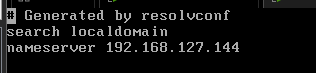 # Generated by resolvconf
search localdomain
nameserver 192.168.127.144